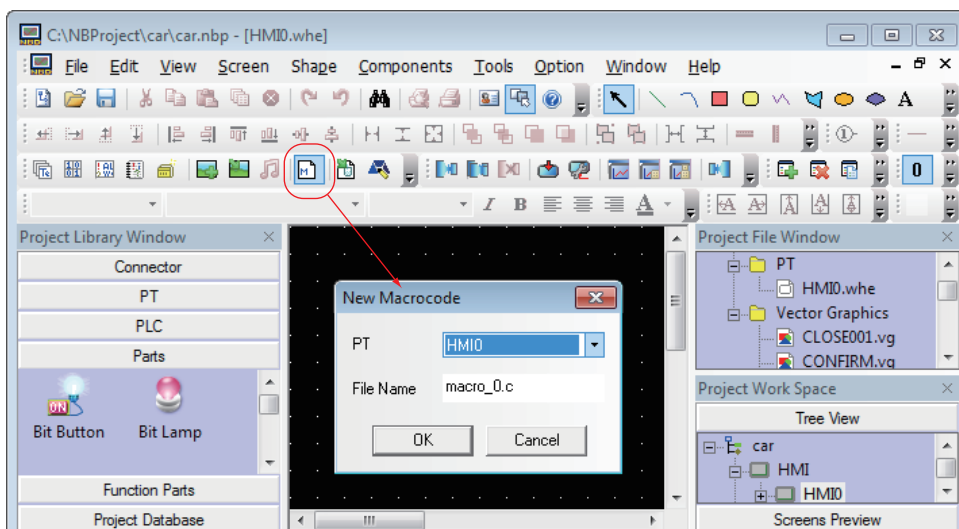 C:\NBProject\car\car.nbp - [HMI0.whe]
File Edit View Screen Shape Components Tools Option Window Help
A
M
0
I B A
Project Library Window
Connector
PT
PLC
Parts
ON
Bit Button Bit Lamp
Function Parts
Project Database
New Macrocode
PT HMI0
File Name macro_0.c
OK Cancel
Project File Window
PT
HMI0.whe
Vector Graphics
CLOSE001.vg
CONFIRM.vg
Project Work Space
Tree View
car
HMI
HMI0
Screens Preview